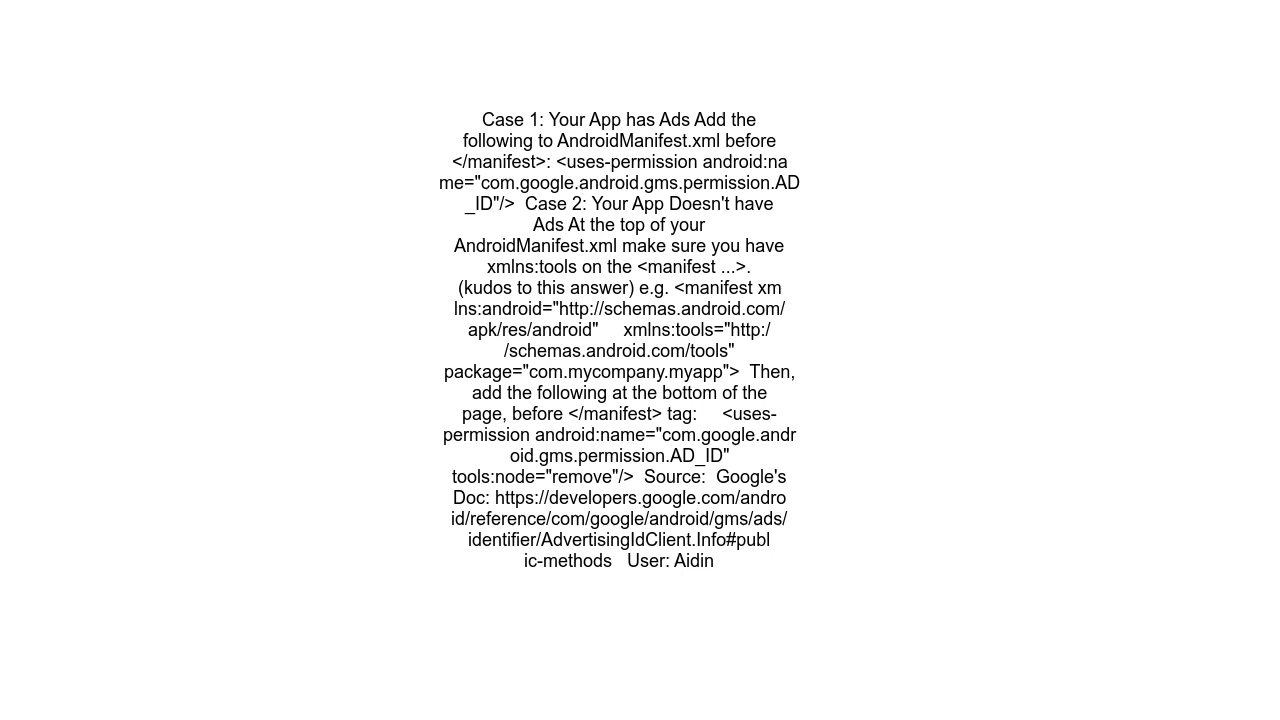 Case 1: Your App has Ads Add the
following to AndroidManifest.xml before
</manifest>: <uses-permission android:na
me="com.google.android.gms.permission.AD
_ID"/>  Case 2: Your App Doesn't have
Ads At the top of your
AndroidManifest.xml make sure you have
xmlns:tools on the <manifest ...>.
(kudos to this answer) e.g. <manifest xm
lns:android="http://schemas.android.com/
apk/res/android"     xmlns:tools="http:/
/schemas.android.com/tools"
package="com.mycompany.myapp">  Then,
add the following at the bottom of the
page, before </manifest> tag:     <uses-
permission android:name="com.google.andr
oid.gms.permission.AD_ID"
tools:node="remove"/>  Source:  Google's
Doc: https://developers.google.com/andro
id/reference/com/google/android/gms/ads/
identifier/AdvertisingIdClient.Info#publ
ic-methods   User: Aidin